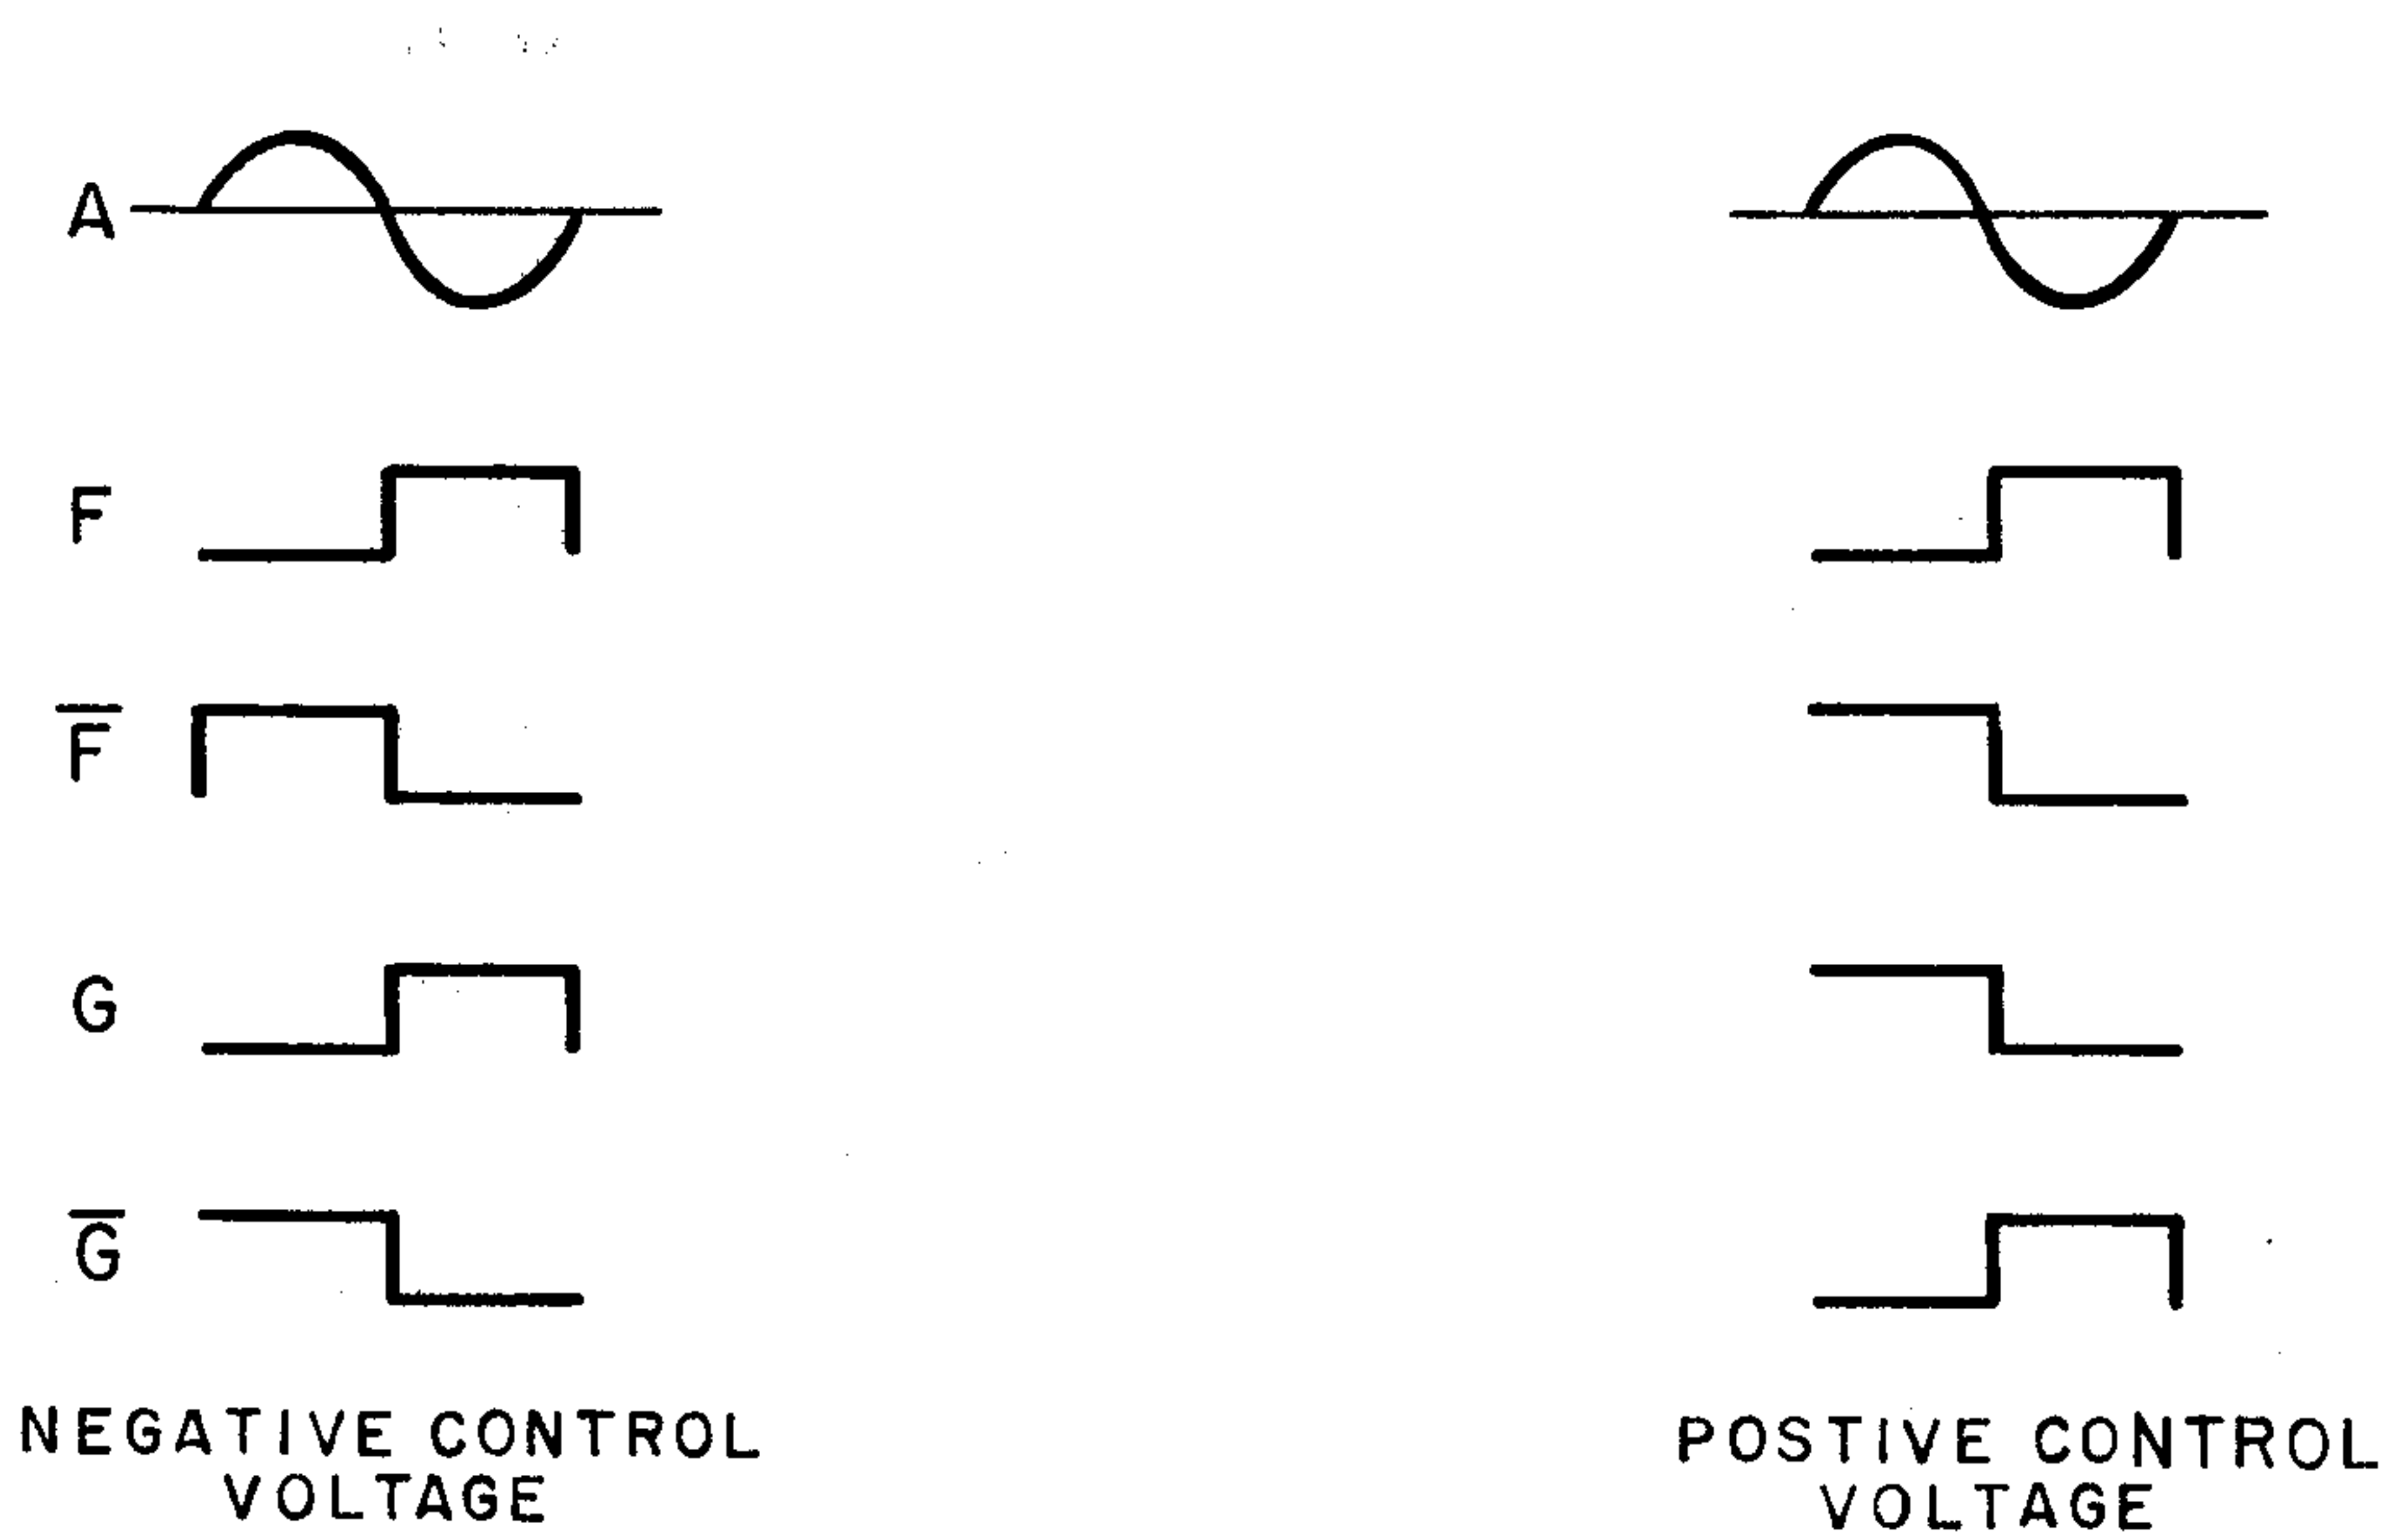 A
F
F̅
G
G̅
NEGATIVE CONTROL
VOLTAGE
POSTIVE CONTROL
VOLTAGE